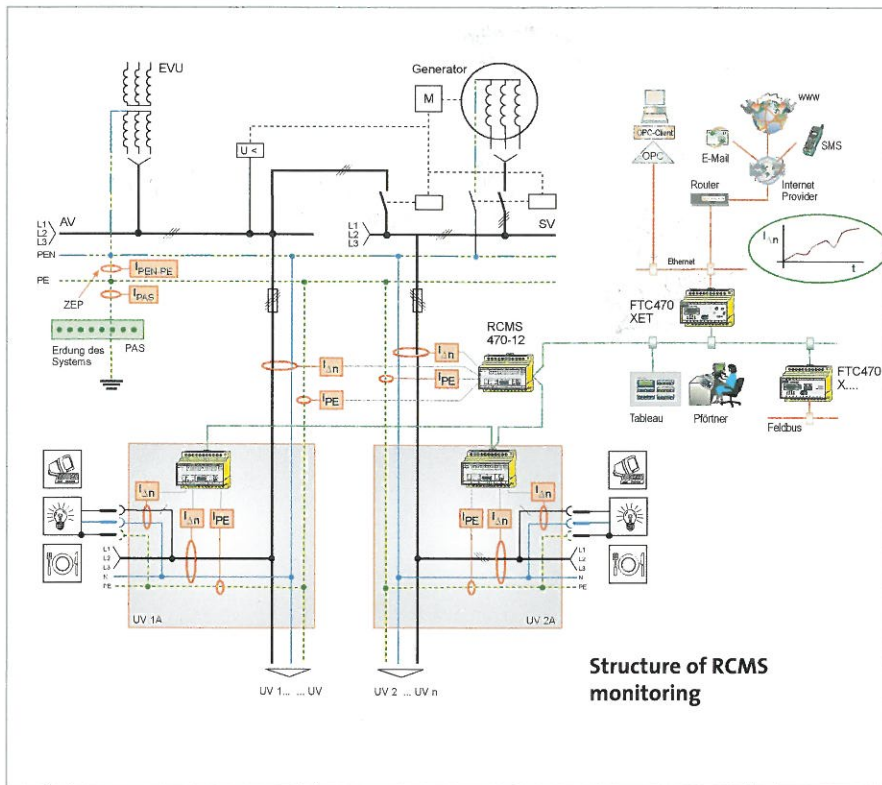 EVU
Generator
M
U <
AV
L1
L2
L3
L1
L2
L3
SV
PEN
PE
I PEN-PE
ZEP
I PAS
Erdung des
Systems
PAS
I Δn
I PE
I Δn
I PE
RCMS
470-12
OPC-Client
OPC
WWW
E-Mail
SMS
Router
Internet
Provider
I Δn
t
Ethernet
FTC470
XET
Tableau
Pförtner
FTC470
X....
Feldbus
I Δn
I Δn
I PE
L1
L2
L3
N
PE
UV 1A
I Δn
I PE
I Δn
L1
L2
L3
N
PE
UV 2A
UV 1... ... UV
UV 2 ... UV n
Structure of RCMS
monitoring